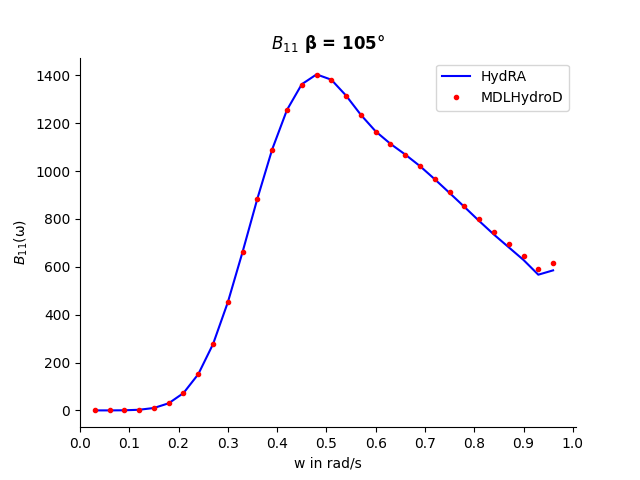 B₁₁ β = 105°
HydRA
MDLHydroD
B₁₁(ω)
1400
1200
1000
800
600
400
200
0
0.0 0.1 0.2 0.3 0.4 0.5 0.6 0.7 0.8 0.9 1.0
w in rad/s